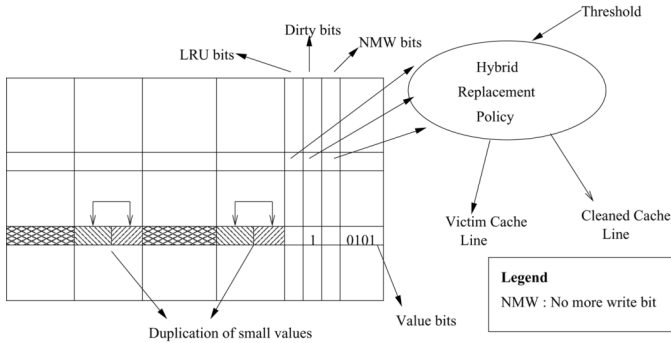 Threshold
Dirty bits
NMW bits
LRU bits
Hybrid
Replacement
Policy
Victim Cache
Line
Cleaned Cache
Line
1
0101
Legend
NMW : No more write bit
Value bits
Duplication of small values